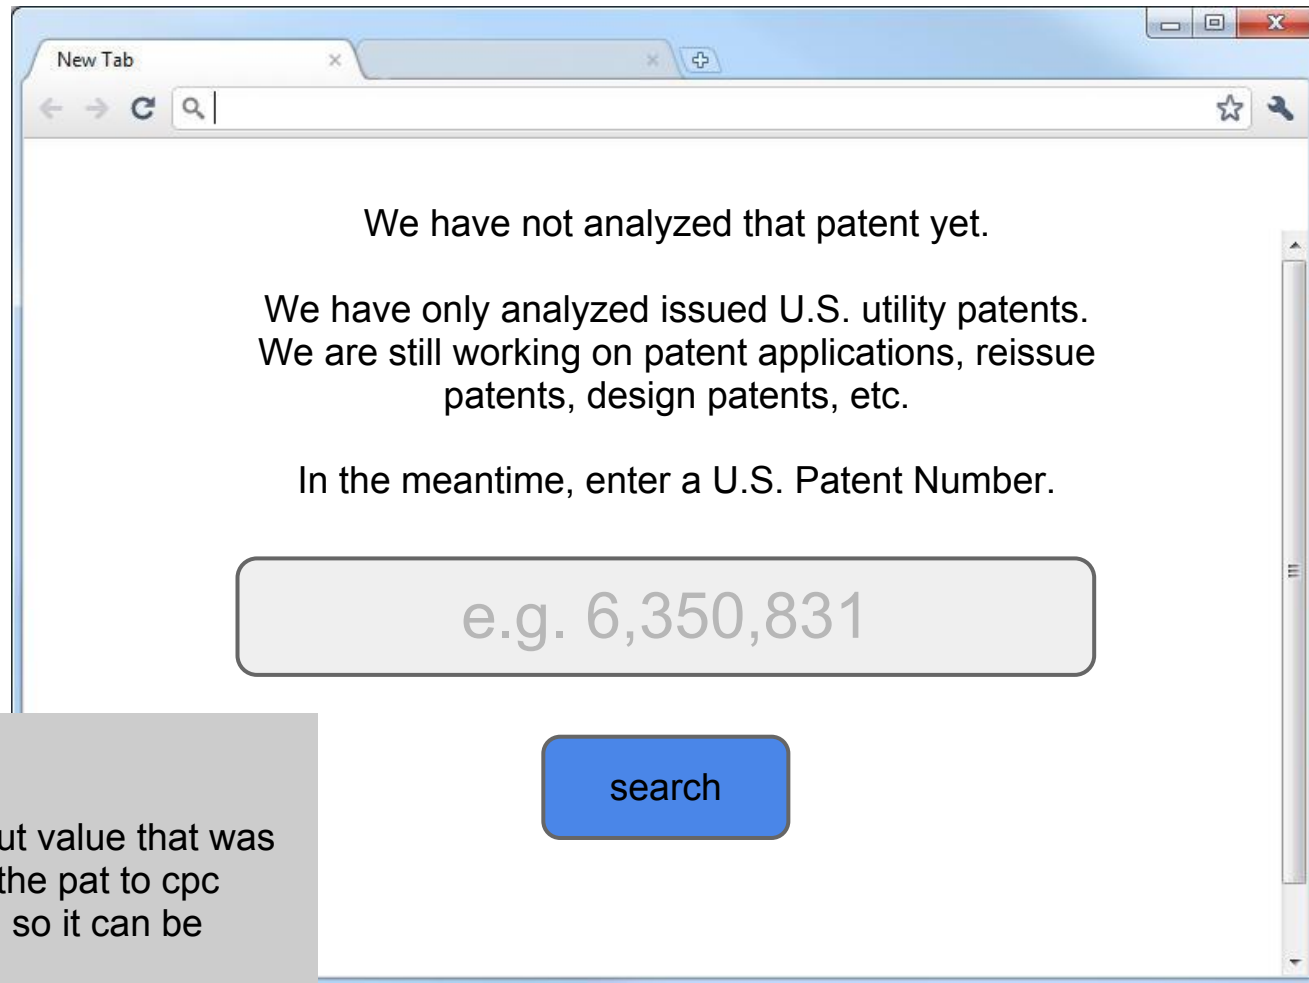 New Tab
We have not analyzed that patent yet.
We have only analyzed issued U.S. utility patents.
We are still working on patent applications, reissue
patents, design patents, etc.
In the meantime, enter a U.S. Patent Number.
e.g. 6,350,831
search
value that was
the pat to cpc
so it can be